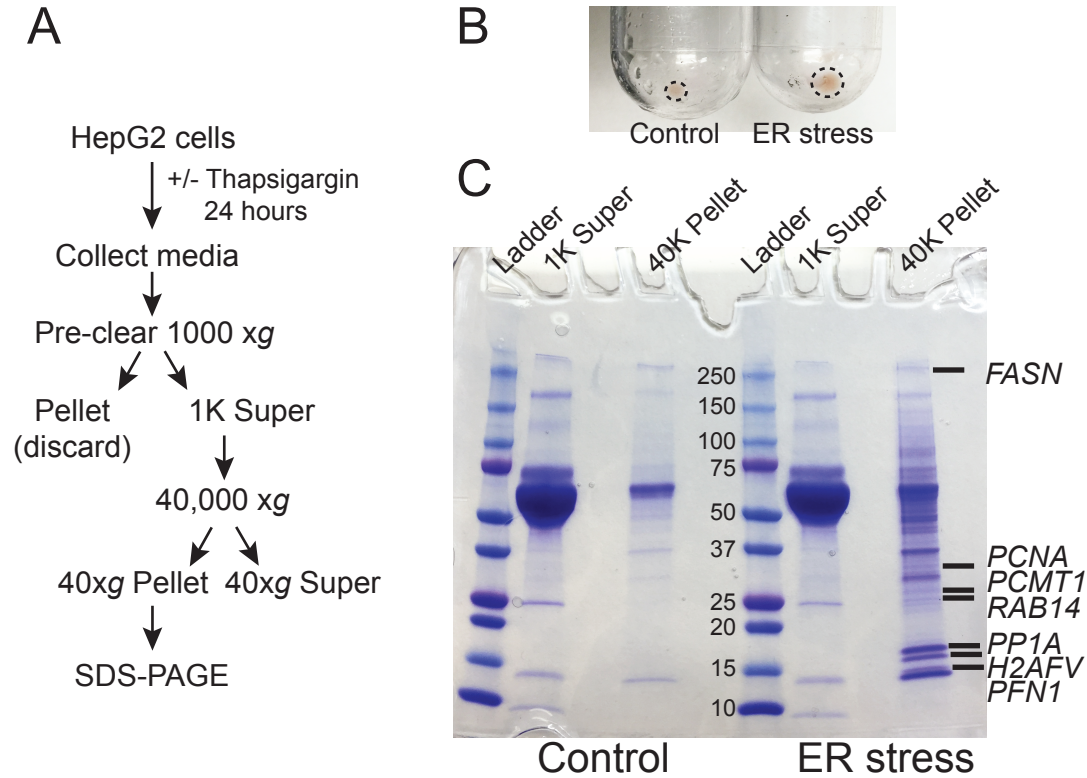 A
HepG2 cells
+/- Thapsigargin
24 hours
Collect media
Pre-clear 1000 xg
Pellet
(discard)
1K Super
40,000 xg
40xg Pellet
40xg Super
SDS-PAGE
B
Control
ER stress
C
Ladder
1K Super
40K Pellet
Ladder
1K Super
40K Pellet
250
150
100
75
50
37
25
20
15
10
FASN
PCNA
PCMT1
RAB14
PP1A
H2AFV
PFN1
Control
ER stress